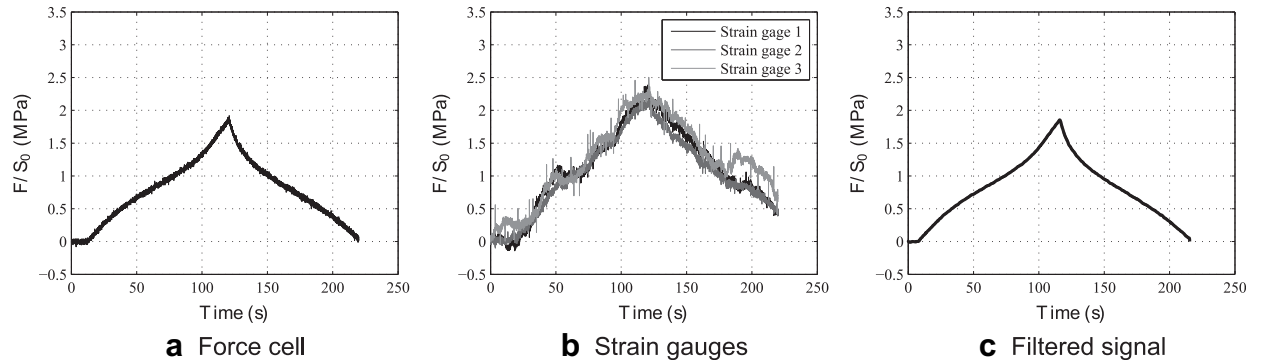 3.5
3
2.5
2
1.5
1
0.5
0
−0.5
F/ S0 (MPa)
0 50 100 150 200 250
Time (s)
a Force cell
3.5
3
2.5
2
1.5
1
0.5
0
−0.5
F/ S0 (MPa)
Strain gage 1
Strain gage 2
Strain gage 3
0 50 100 150 200 250
Time (s)
b Strain gauges
3.5
3
2.5
2
1.5
1
0.5
0
−0.5
F/ S0 (MPa)
0 50 100 150 200 250
Time (s)
c Filtered signal